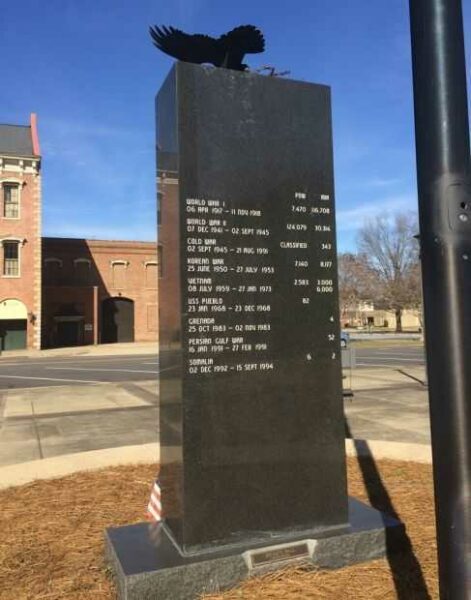 POW MIA
WORLD WAR I
06 APR 1917 - 11 NOV 1918 7,470 116,708
WORLD WAR II
07 DEC 1941 - 02 SEPT 1945 124,079 30,314
COLD WAR CLASSIFIED 343
02 SEPT 1945 - 21 AUG 1991
KOREAN WAR 7,140 8,177
25 JUNE 1950 - 27 JULY 1953
VIETNAM 2,583 3,000
08 JULY 1959 - 27 JAN 1973 6,000
USS PUEBLO 82
23 JAN 1968 - 23 DEC 1968
GRENADA 4
25 OCT 1983 - 02 NOV 1983
PERSIAN GULF WAR 52
16 JAN 1991 - 27 FEB 1991
SOMALIA 6 2
02 DEC 1992 - 15 SEPT 1994